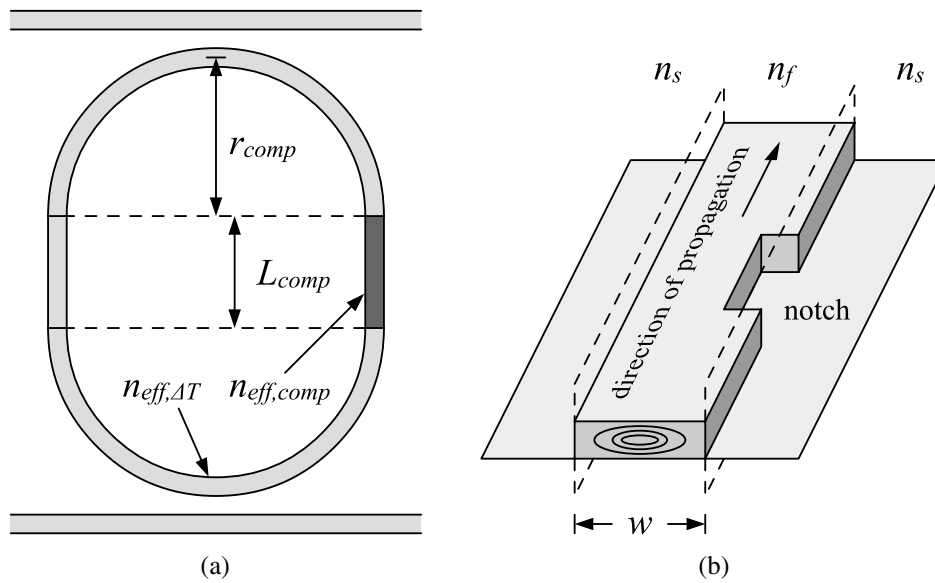 r_comp
L_comp
n_eff,ΔT
n_eff,comp
(a)
n_s n_f n_s
direction of propagation
notch
w
(b)